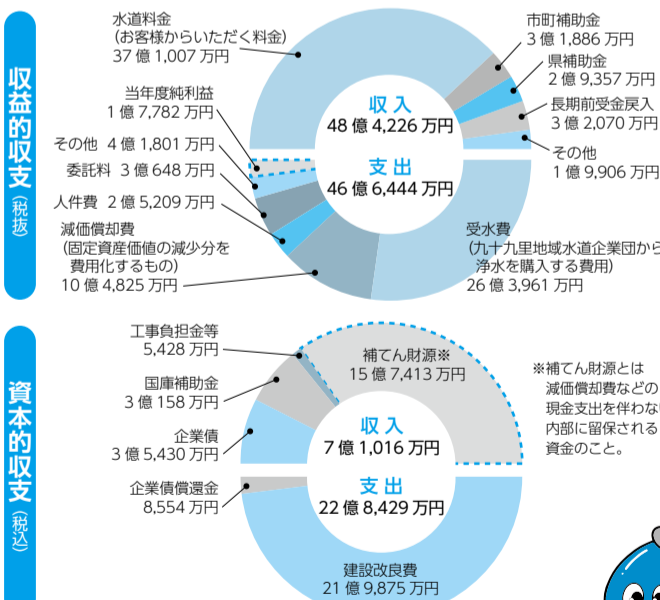 収益的収支（税抜）
水道料金
（お客様からいただく料金）
37 億 1,007 万円
当年度純利益
1 億 7,782 万円
その他 4 億 1,801 万円
委託料 3 億 648 万円
人件費 2 億 5,209 万円
減価償却費
（固定資産価値の減少分を
費用化するもの）
10 億 4,825 万円
収入
48 億 4,226 万円
支出
46 億 6,444 万円
市町補助金
3 億 1,886 万円
県補助金
2 億 9,357 万円
長期前受金戻入
3 億 2,070 万円
その他
1 億 9,906 万円
受水費
（九十九里地域水道企業団から
浄水を購入する費用）
26 億 3,961 万円
資本的収支（税込）
工事負担金等
5,428 万円
国庫補助金
3 億 158 万円
企業債
3 億 5,430 万円
企業債償還金
8,554 万円
補てん財源※
15 億 7,413 万円
収入
7 億 1,016 万円
支出
22 億 8,429 万円
建設改良費
21 億 9,875 万円
※補てん財源とは
減価償却費などの
現金支出を伴わな
内部に留保される
資金のこと。